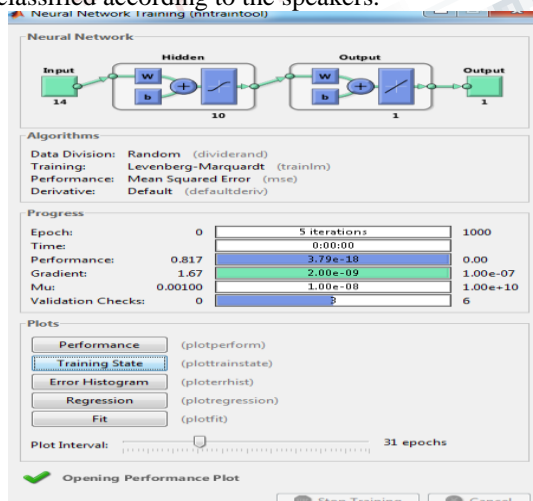 classified according to the speakers.
Neural Network Training (nntraintool)
Neural Network
Hidden Output
Input Output
W W
+ +
b b
14 1
10 1
Algorithms
Data Division: Random (dividerand)
Training: Levenberg-Marquardt (trainlm)
Performance: Mean Squared Error (mse)
Derivative: Default (defaultderiv)
Progress
Epoch: 0 5 iterations 1000
Time: 0:00:00
Performance: 0.817 3.79e-18 0.00
Gradient: 1.67 2.00e-09 1.00e-07
Mu: 0.00100 1.00e-08 1.00e+10
Validation Checks: 0 3 6
Plots
Performance (plotperform)
Training State (plottrainstate)
Error Histogram (ploterrhist)
Regression (plotregression)
Fit (plotfit)
Plot Interval: 31 epochs
Opening Performance Plot
Stop Training Cancel